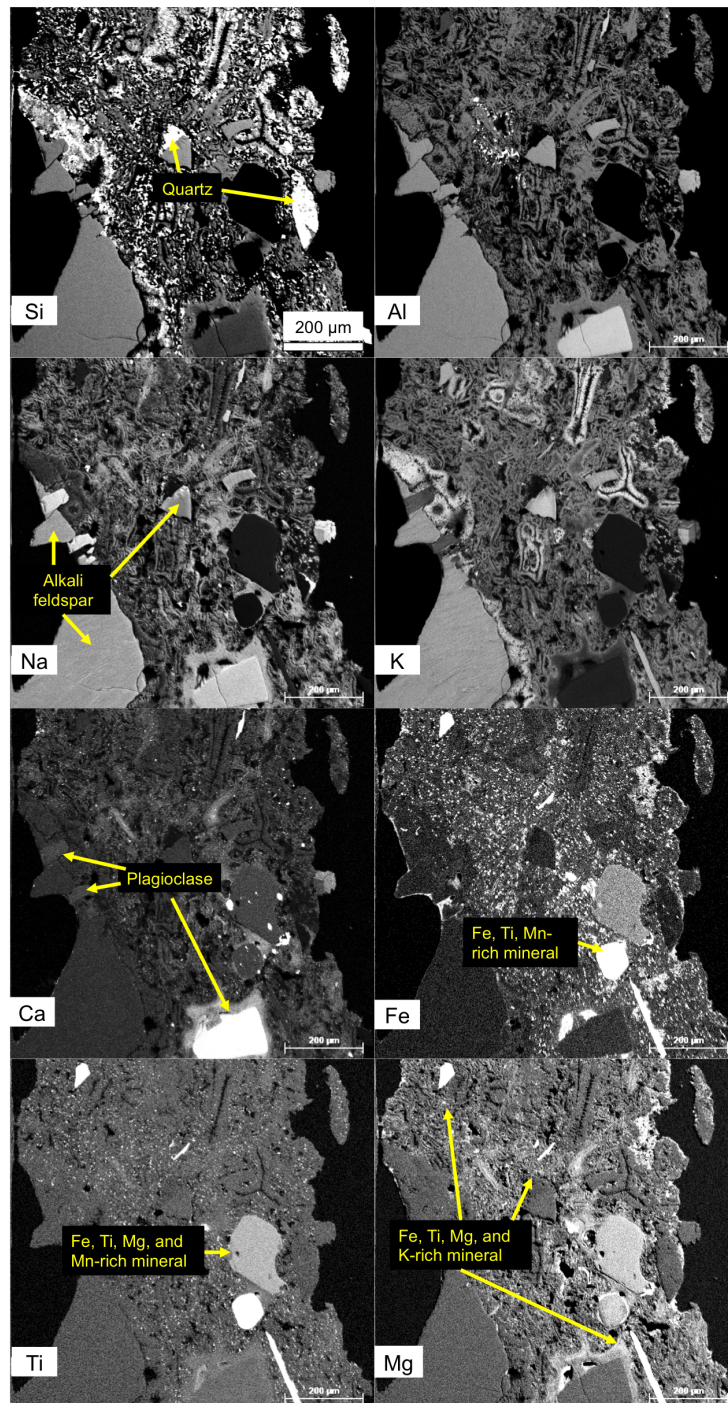 Quartz
Si
200 µm
Al
200 µm
Alkali
feldspar
Na
200 µm
K
200 µm
Plagioclase
Ca
200 µm
Fe, Ti, Mn-
rich mineral
Fe
200 µm
Fe, Ti, Mg, and
Mn-rich mineral
Ti
200 µm
Fe, Ti, Mg, and
K-rich mineral
Mg
200 µm